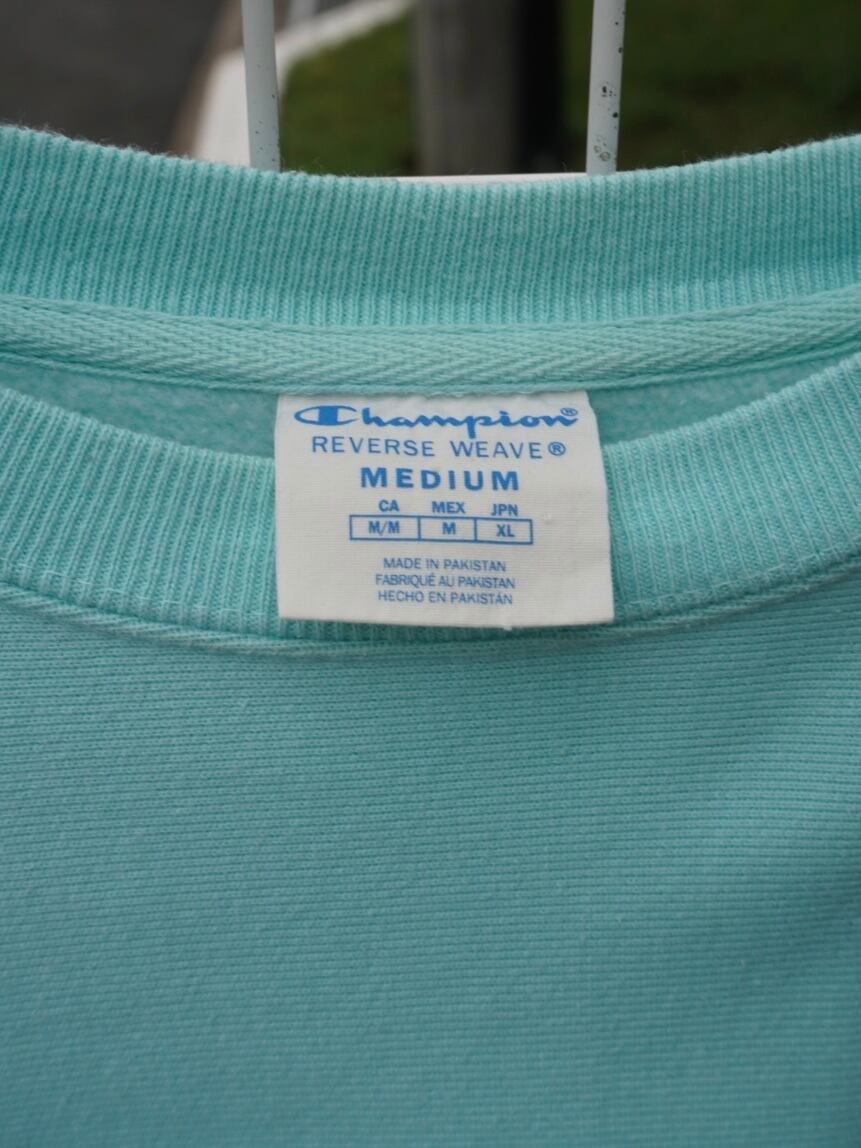 Champion®
REVERSE WEAVE®
MEDIUM
CA MEX JPN
M/M M XL
MADE IN PAKISTAN
FABRIQUÉ AU PAKISTAN
HECHO EN PAKISTÁN